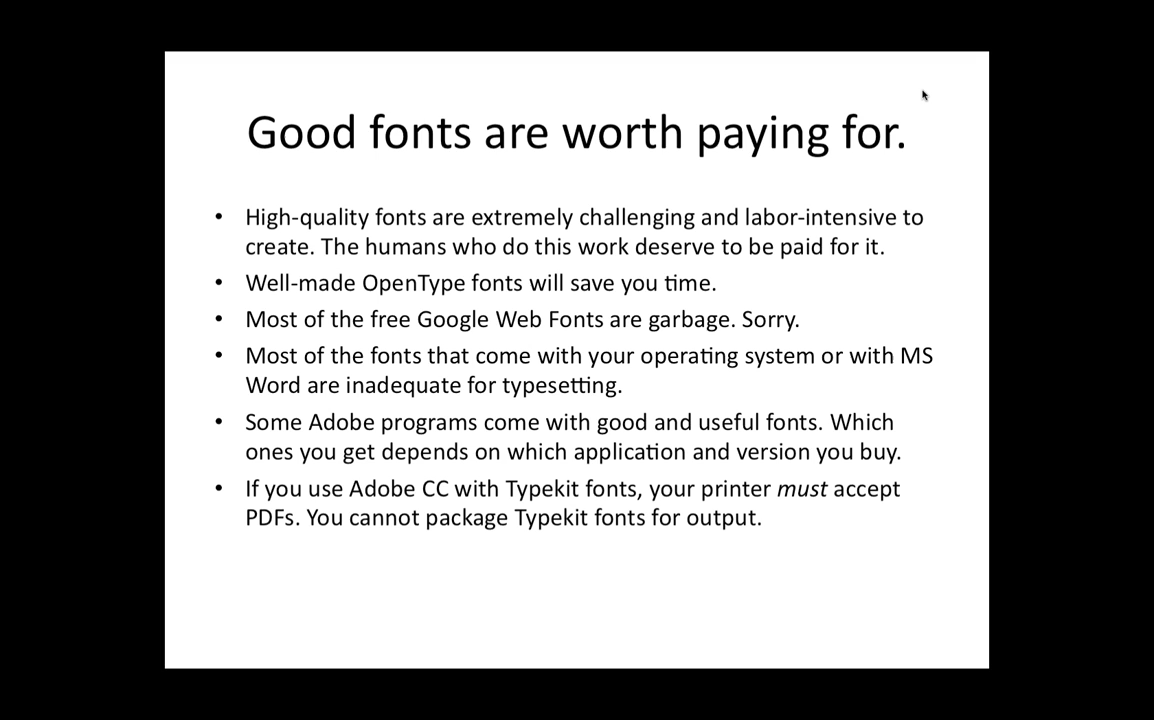 Good fonts are worth paying for.
• High-quality fonts are extremely challenging and labor-intensive to
create. The humans who do this work deserve to be paid for it.
• Well-made OpenType fonts will save you time.
• Most of the free Google Web Fonts are garbage. Sorry.
• Most of the fonts that come with your operating system or with MS
Word are inadequate for typesetting.
• Some Adobe programs come with good and useful fonts. Which
ones you get depends on which application and version you buy.
• If you use Adobe CC with Typekit fonts, your printer must accept
PDFs. You cannot package Typekit fonts for output.